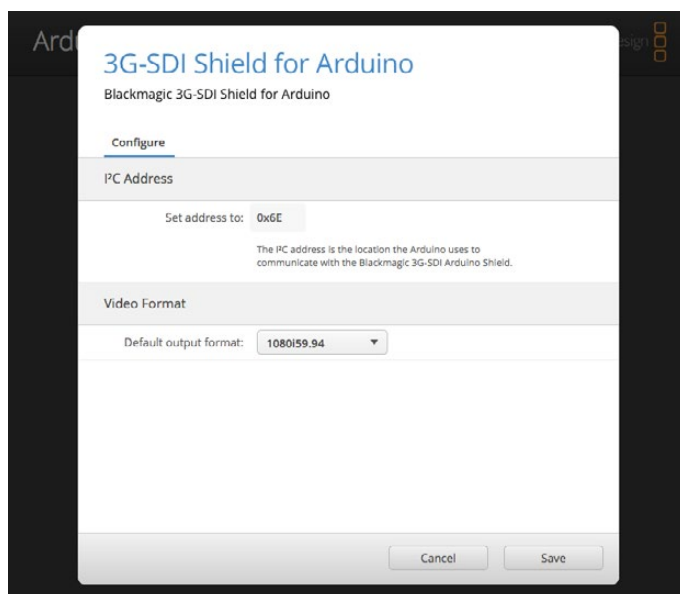 3G-SDI Shield for Arduino
Blackmagic 3G-SDI Shield for Arduino
Configure
I²C Address
Set address to: 0x6E
The I²C address is the location the Arduino uses to
communicate with the Blackmagic 3G-SDI Arduino Shield.
Video Format
Default output format: 1080i59.94
Cancel Save